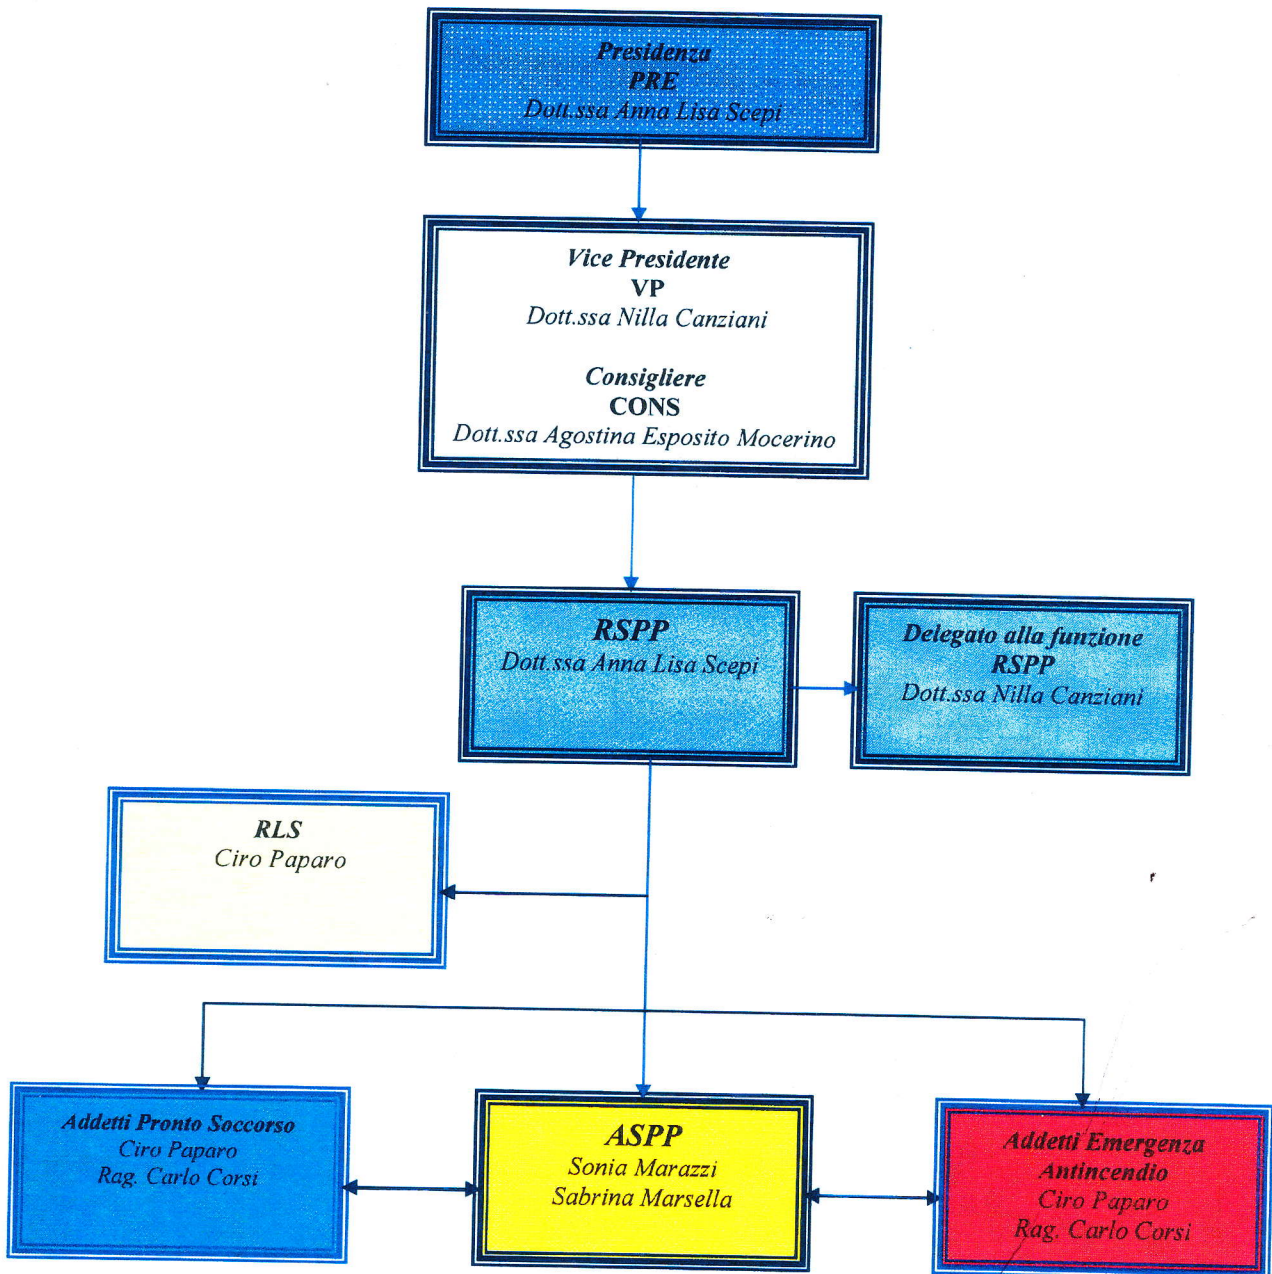 Presidenza
PRE
Dott.ssa Anna Lisa Scepi
Vice Presidente
VP
Dott.ssa Nilla Canziani
Consigliere
CONS
Dott.ssa Agostina Esposito Mocerino
RSPP
Dott.ssa Anna Lisa Scepi
Delegato alla funzione
RSPP
Dott.ssa Nilla Canziani
RLS
Ciro Paparo
Addetti Pronto Soccorso
Ciro Paparo
Rag. Carlo Corsi
ASPP
Sonia Marazzi
Sabrina Marsella
Addetti Emergenza
Antincendio
Ciro Paparo
Rag. Carlo Corsi